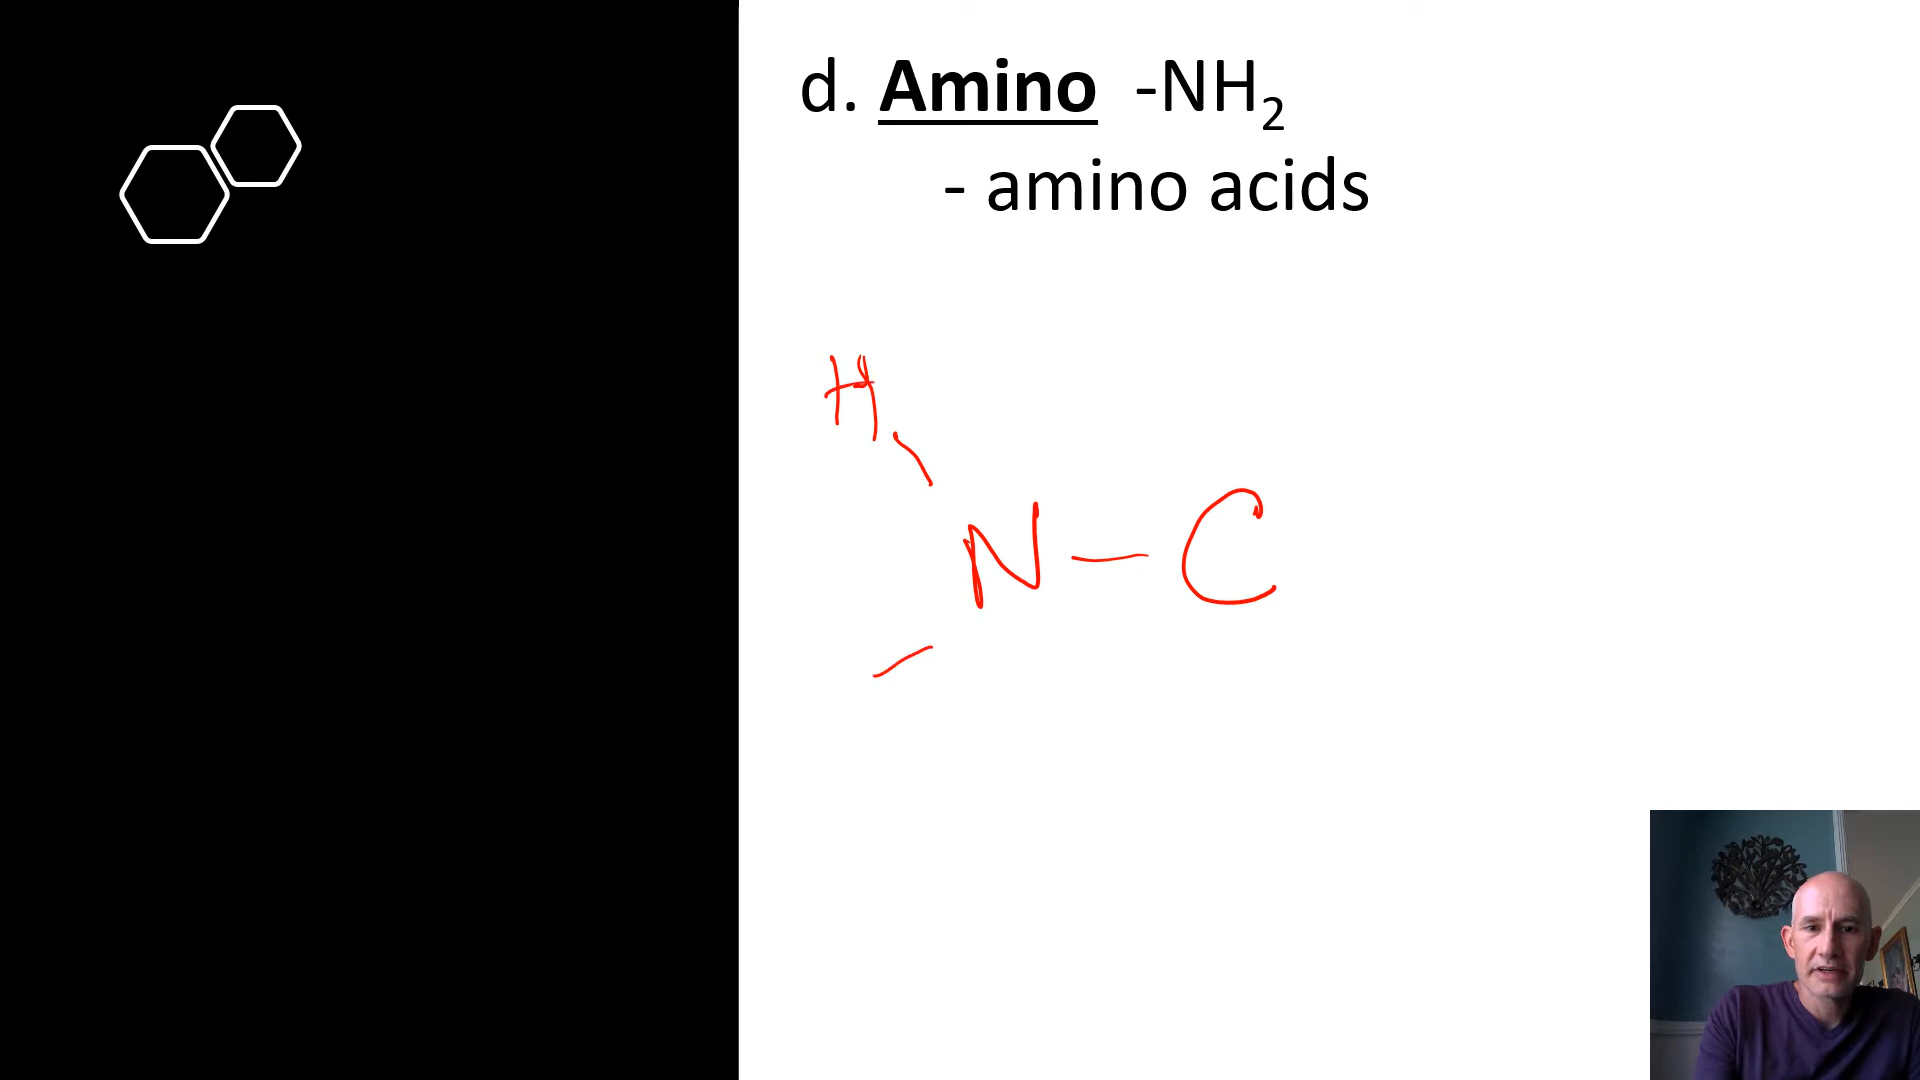 d. Amino -NH₂
- amino acids
H
N — C